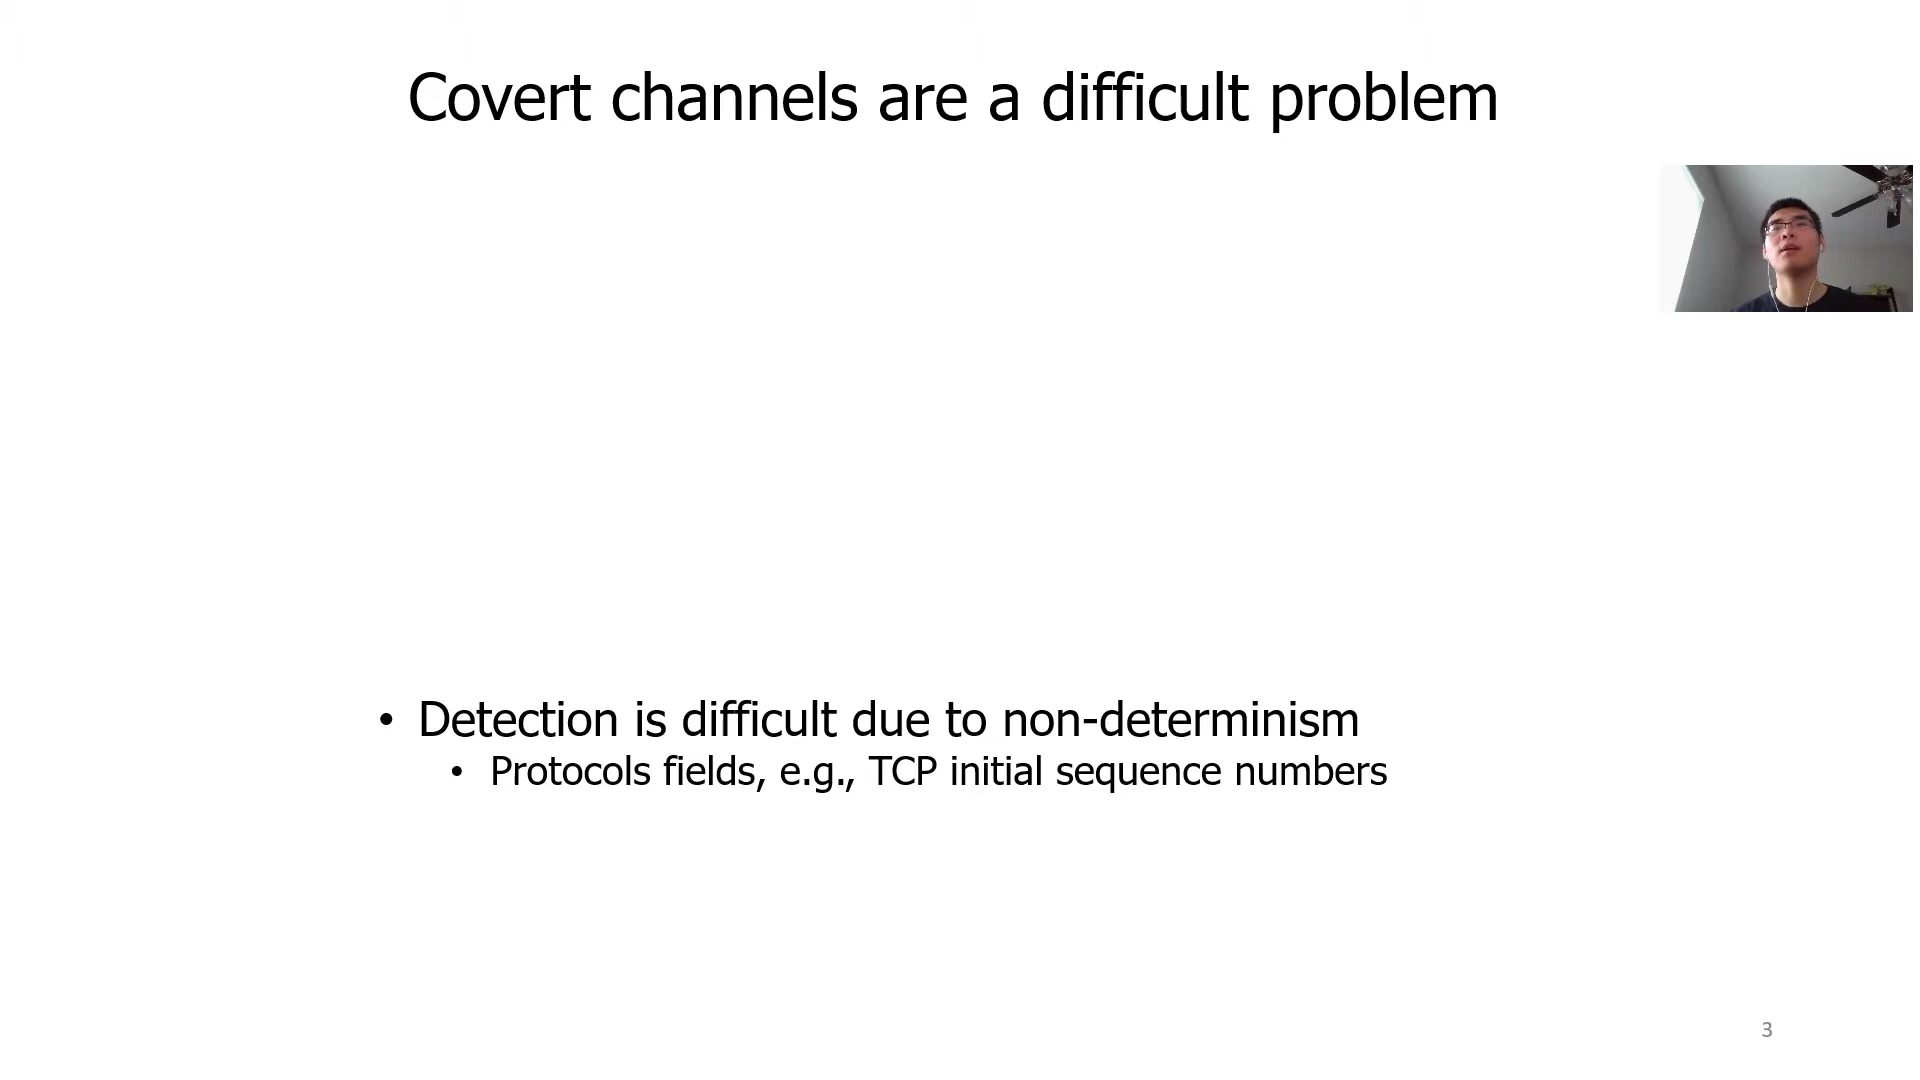 Covert channels are a difficult problem
• Detection is difficult due to non-determinism
• Protocols fields, e.g., TCP initial sequence numbers
3